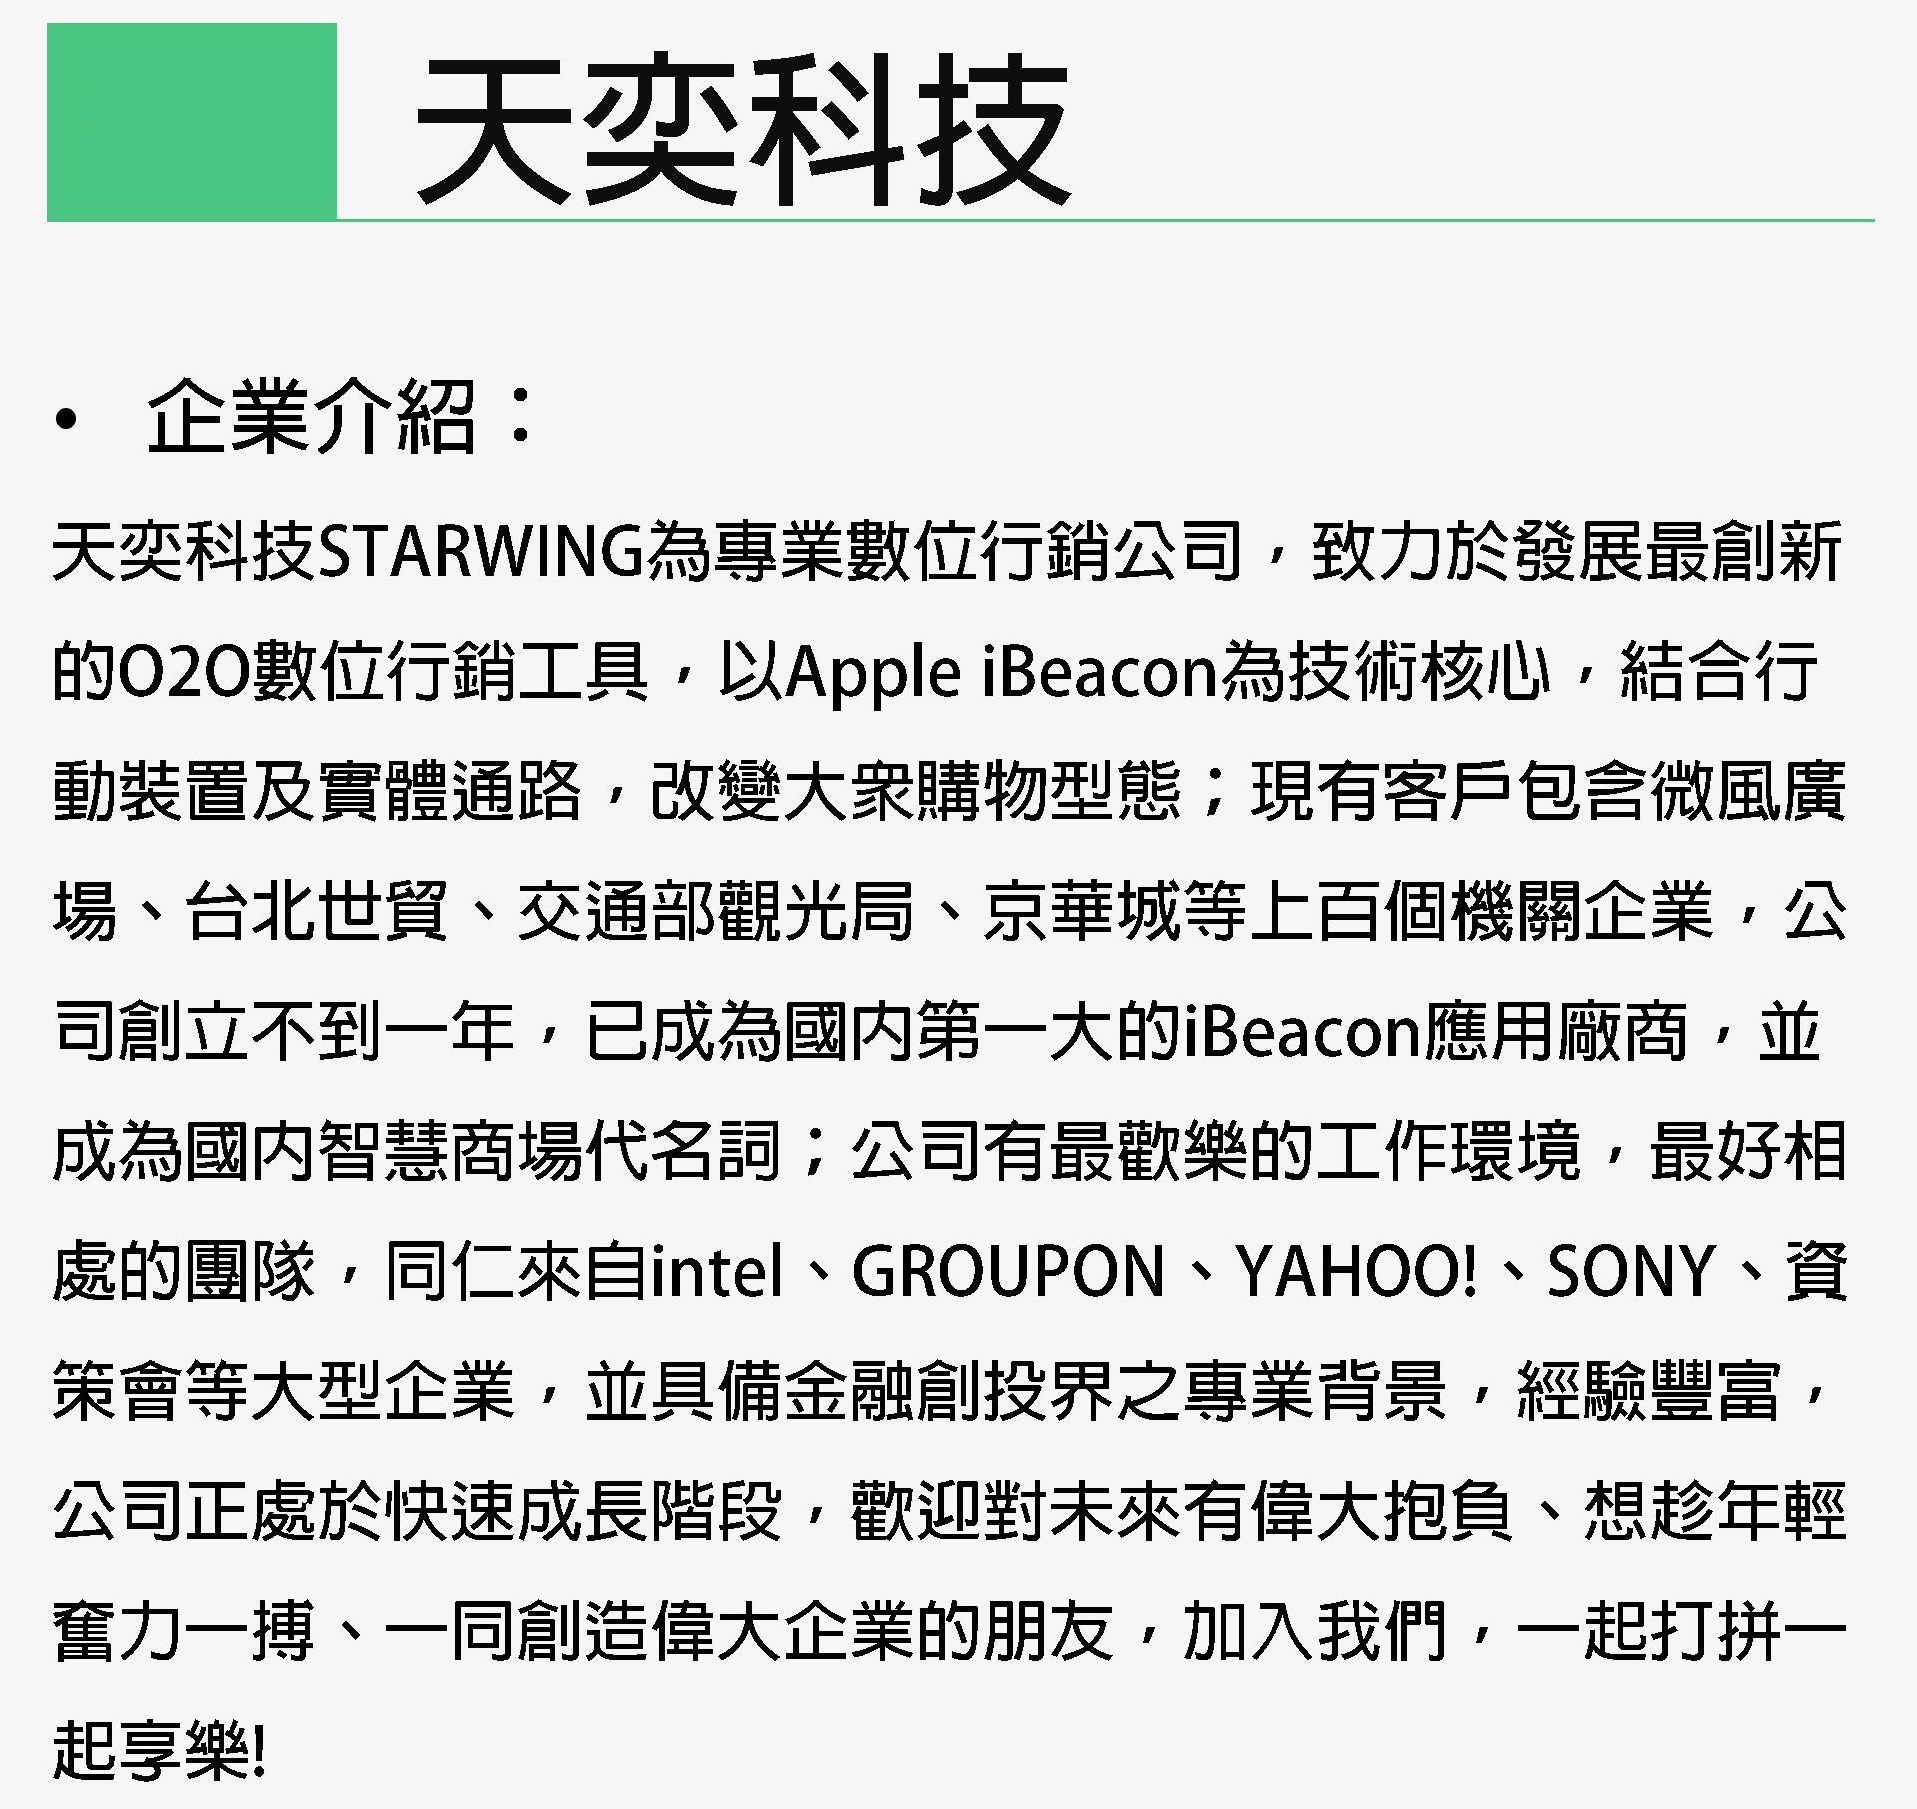 天奕科技
• 企業介紹：
天奕科技STARWING為專業數位行銷公司，致力於發展最創新
的O2O數位行銷工具，以Apple iBeacon為技術核心，結合行
動裝置及實體通路，改變大眾購物型態；現有客戶包含微風廣
場、台北世貿、交通部觀光局、京華城等上百個機關企業，公
司創立不到一年，已成為國內第一大的iBeacon應用廠商，並
成為國內智慧商場代名詞；公司有最歡樂的工作環境，最好相
處的團隊，同仁來自intel、GROUPON、YAHOO!、SONY、資
策會等大型企業，並具備金融創投界之專業背景，經驗豐富，
公司正處於快速成長階段，歡迎對未來有偉大抱負、想趁年輕
奮力一搏、一同創造偉大企業的朋友，加入我們，一起打拼一
起享樂!